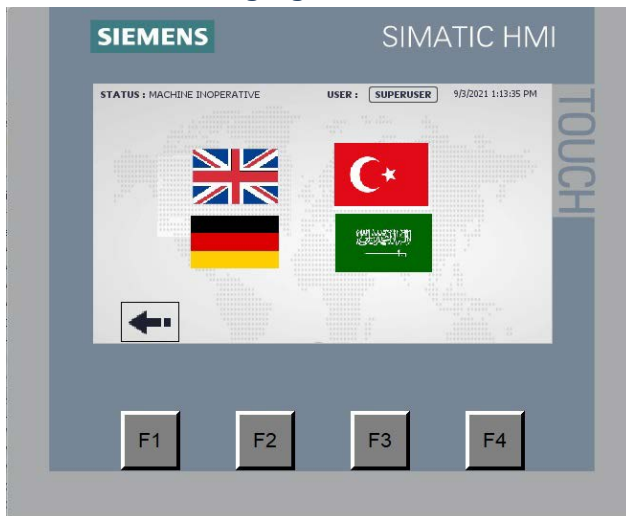 SIEMENS
SIMATIC HMI
STATUS : MACHINE INOPERATIVE USER : SUPERUSER 9/3/2021 1:13:35 PM
TOUCH
F1 F2 F3 F4